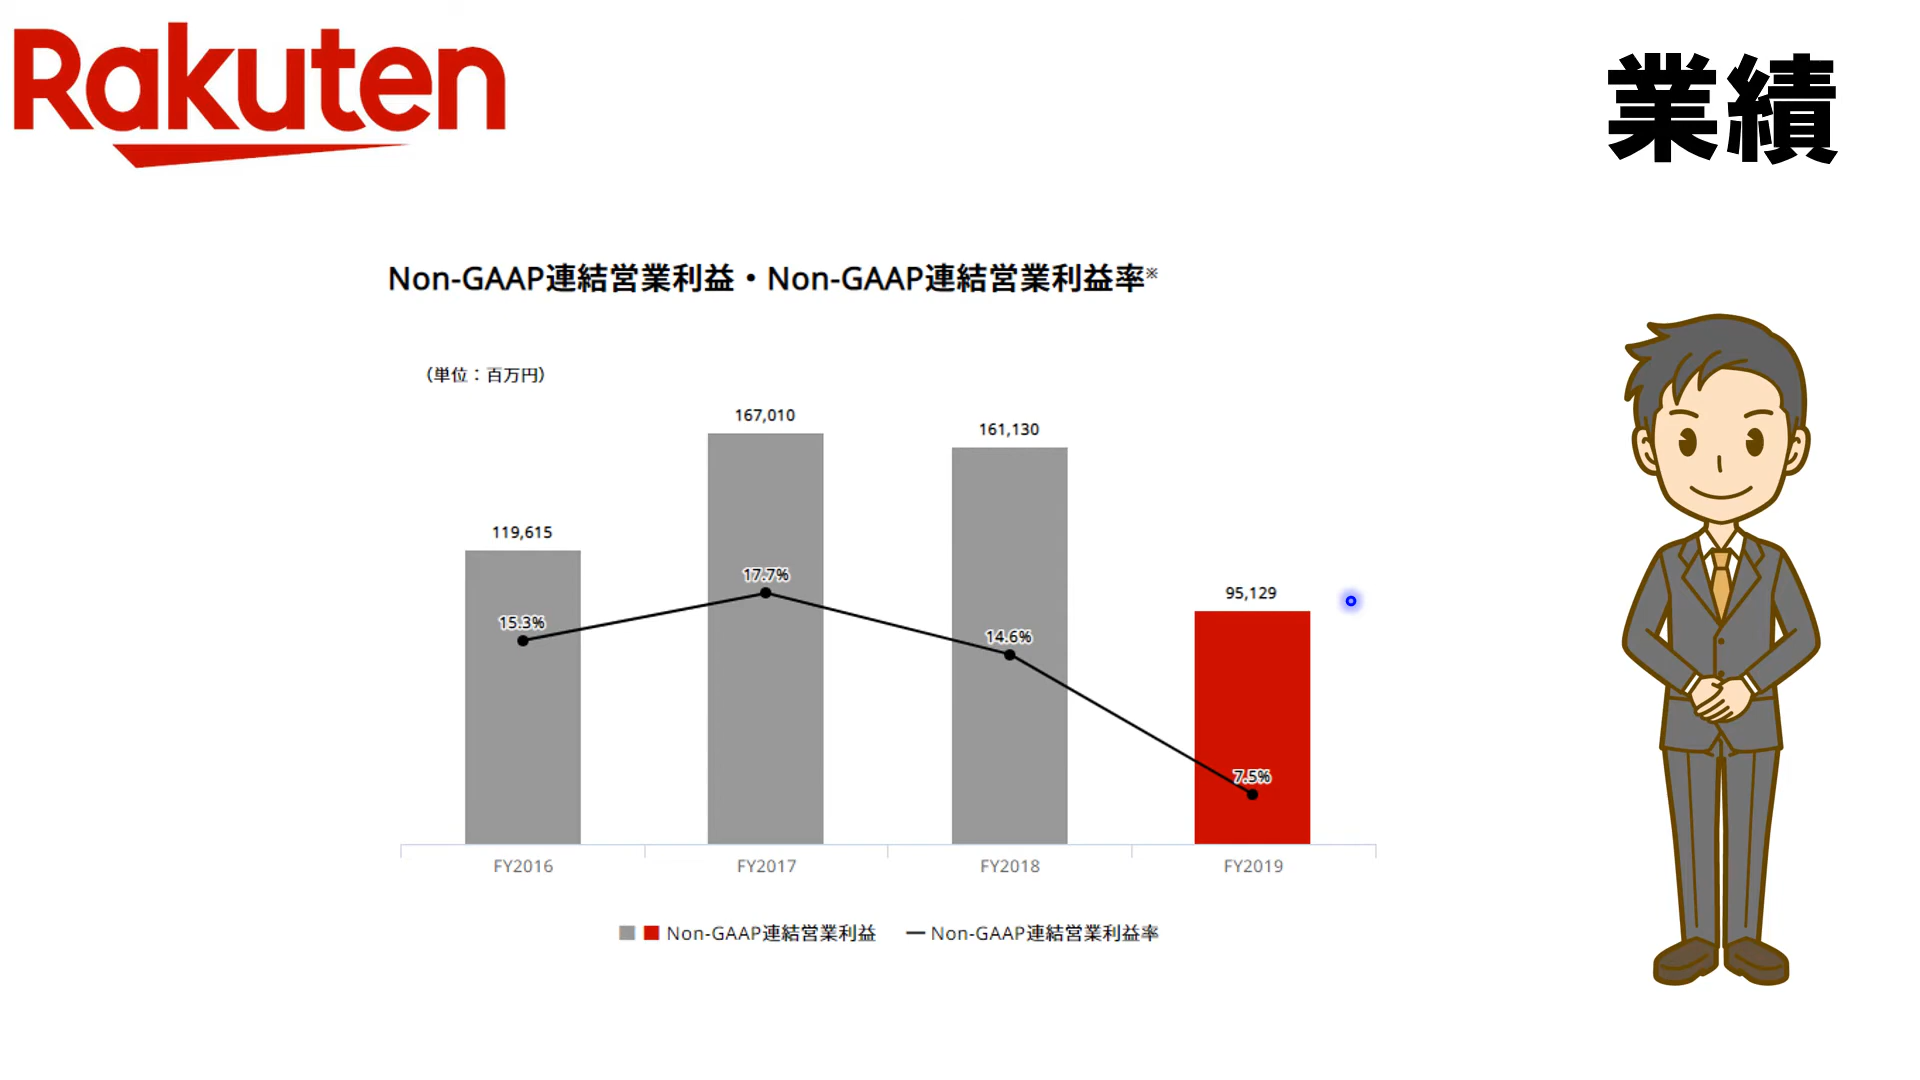 Rakuten
業績
Non-GAAP連結営業利益・Non-GAAP連結営業利益率※
（単位：百万円）
167,010
161,130
119,615
95,129
17.7%
15.3%
14.6%
7.5%
FY2016 FY2017 FY2018 FY2019
Non-GAAP連結営業利益 Non-GAAP連結営業利益率